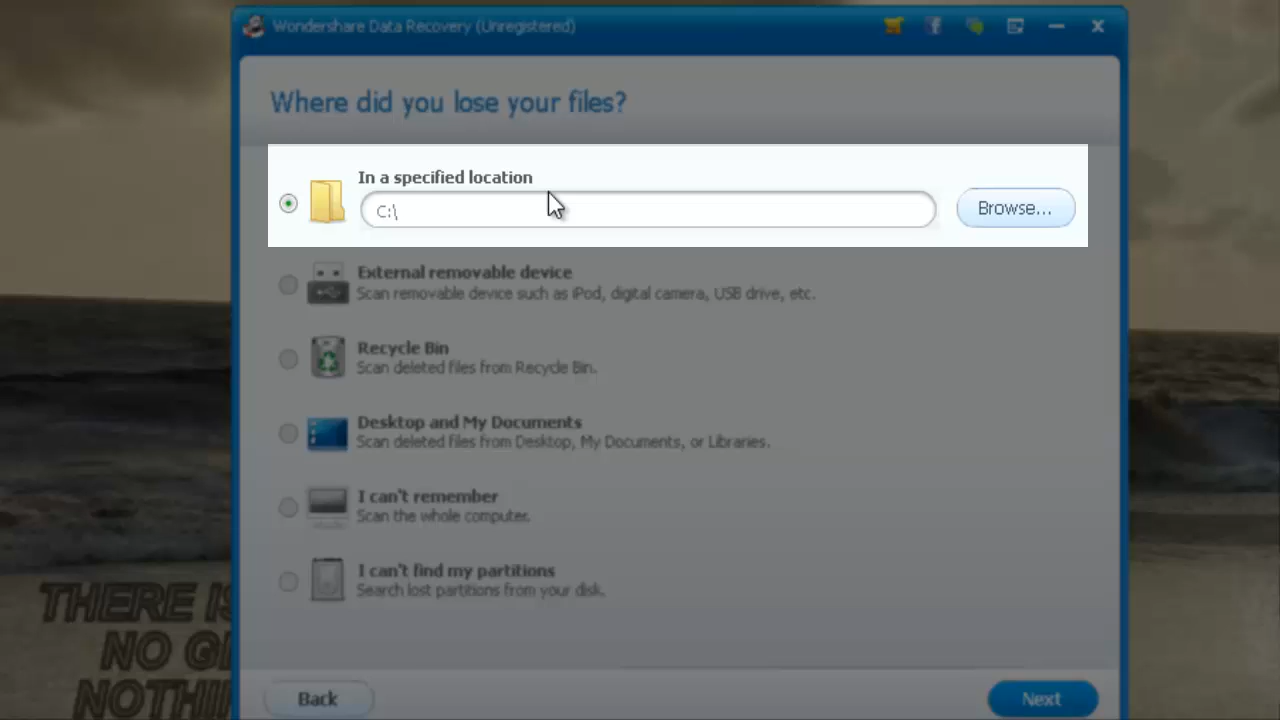 Wondershare Data Recovery (Unregistered)
Where did you lose your files?
In a specified location
C:\
Browse...
External removable device
Scan removable device such as iPod, digital camera, USB drive, etc.
Recycle Bin
Scan deleted files from Recycle Bin.
Desktop and My Documents
Scan deleted files from Desktop, My Documents, or Libraries.
I can't remember
Scan the whole computer.
I can't find my partitions
Search lost partitions from your disk.
THERE IS
NO
Back
Next